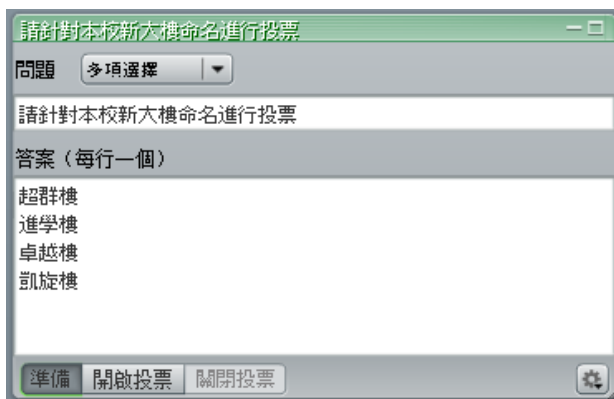 請針對本校新大樓命名進行投票
問題 多項選擇
請針對本校新大樓命名進行投票
答案（每行一個）
超群樓
進學樓
卓越樓
凱旋樓
準備 開啟投票 關閉投票